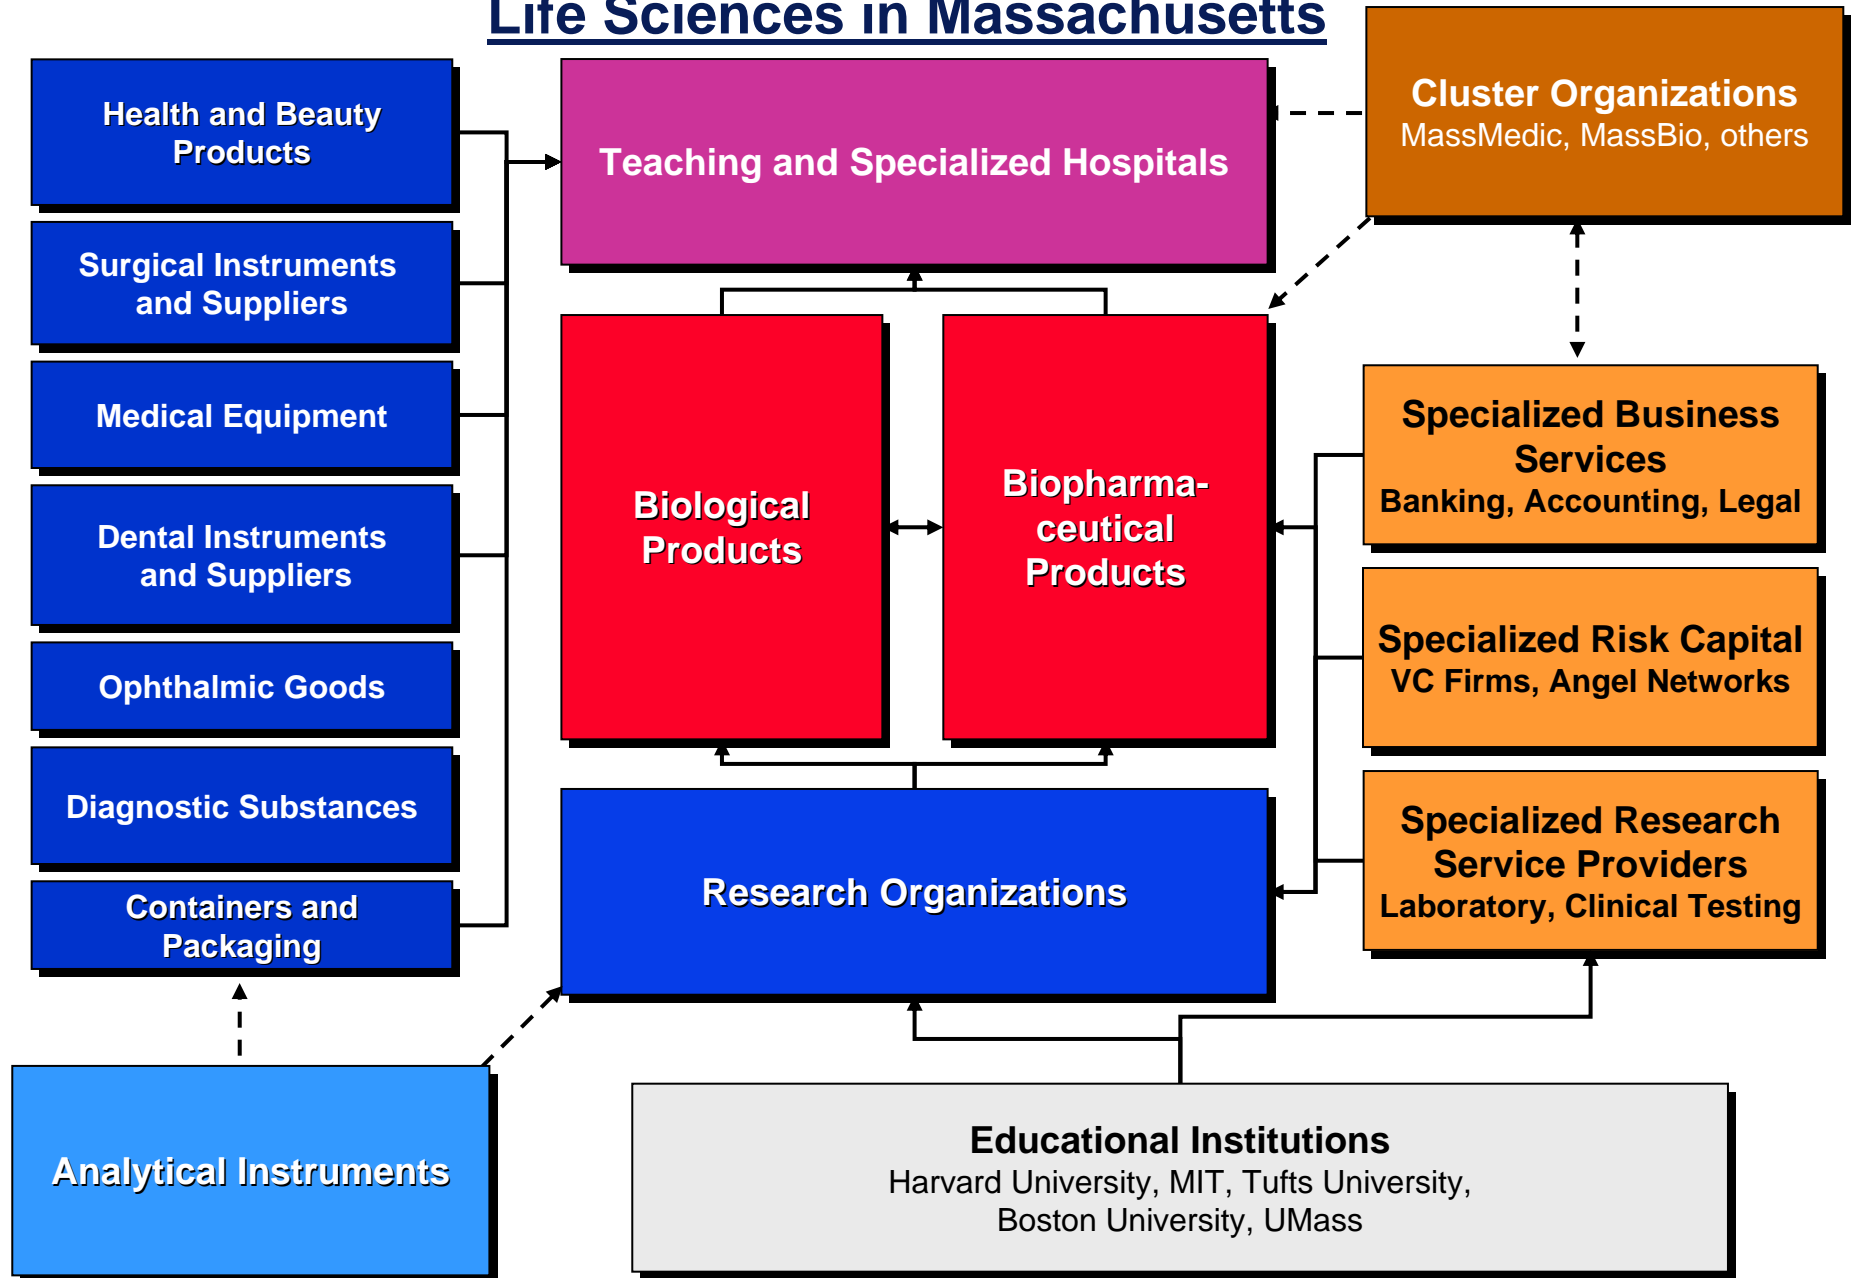 Life Sciences in Massachusetts
Health and Beauty
Products
Surgical Instruments
and Suppliers
Medical Equipment
Dental Instruments
and Suppliers
Ophthalmic Goods
Diagnostic Substances
Containers and
Packaging
Analytical Instruments
Teaching and Specialized Hospitals
Biological
Products
Biopharma-
ceutical
Products
Research Organizations
Cluster Organizations
MassMedic, MassBio, others
Specialized Business
Services
Banking, Accounting, Legal
Specialized Risk Capital
VC Firms, Angel Networks
Specialized Research
Service Providers
Laboratory, Clinical Testing
Educational Institutions
Harvard University, MIT, Tufts University,
Boston University, UMass